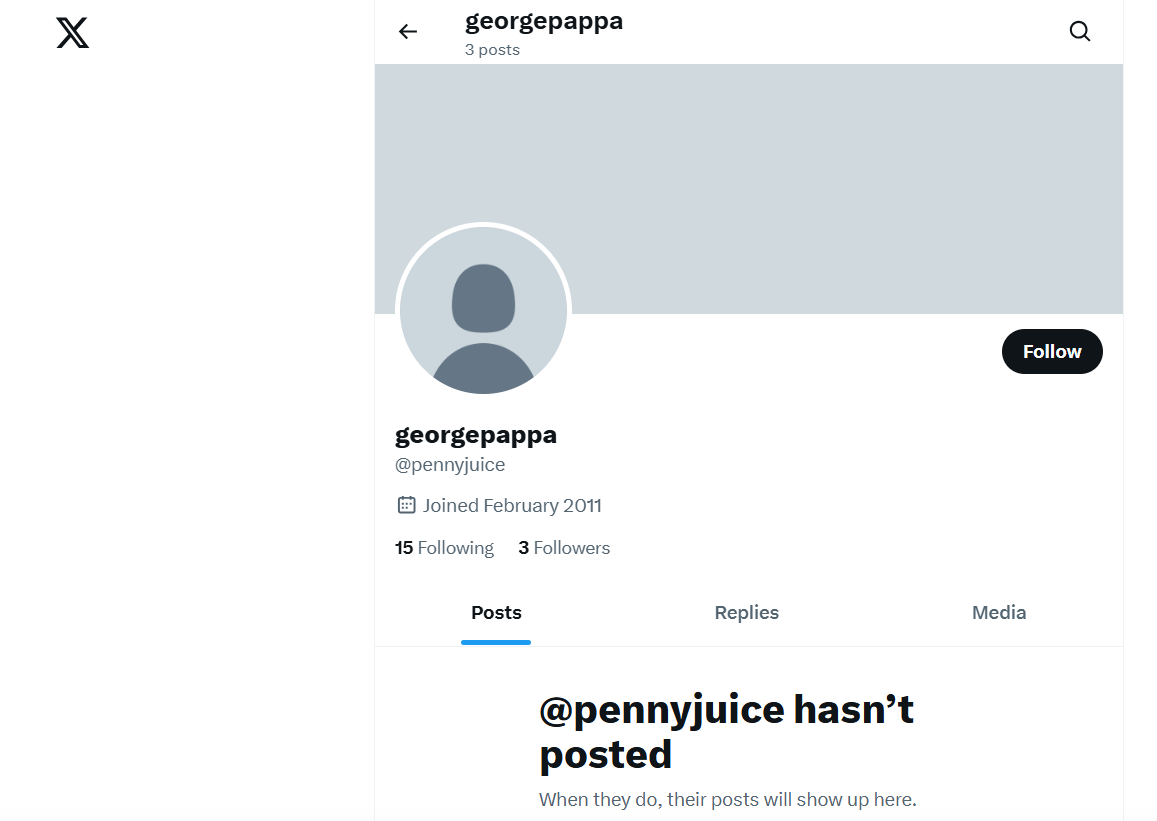 georgepappa
3 posts
Follow
georgepappa
@pennyjuice
Joined February 2011
15 Following 3 Followers
Posts Replies Media
@pennyjuice hasn’t
posted
When they do, their posts will show up here.